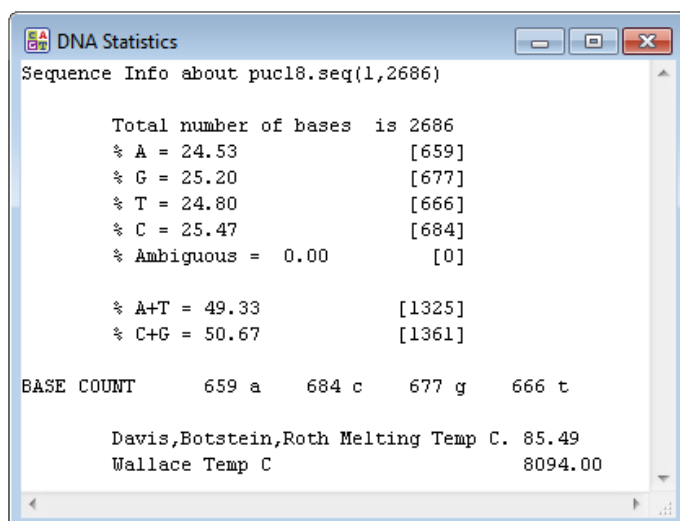 DNA Statistics
Sequence Info about puc18.seq(1,2686)
Total number of bases is 2686
% A = 24.53 [659]
% G = 25.20 [677]
% T = 24.80 [666]
% C = 25.47 [684]
% Ambiguous = 0.00 [0]
% A+T = 49.33 [1325]
% C+G = 50.67 [1361]
BASE COUNT 659 a 684 c 677 g 666 t
Davis,Botstein,Roth Melting Temp C. 85.49
Wallace Temp C 8094.00